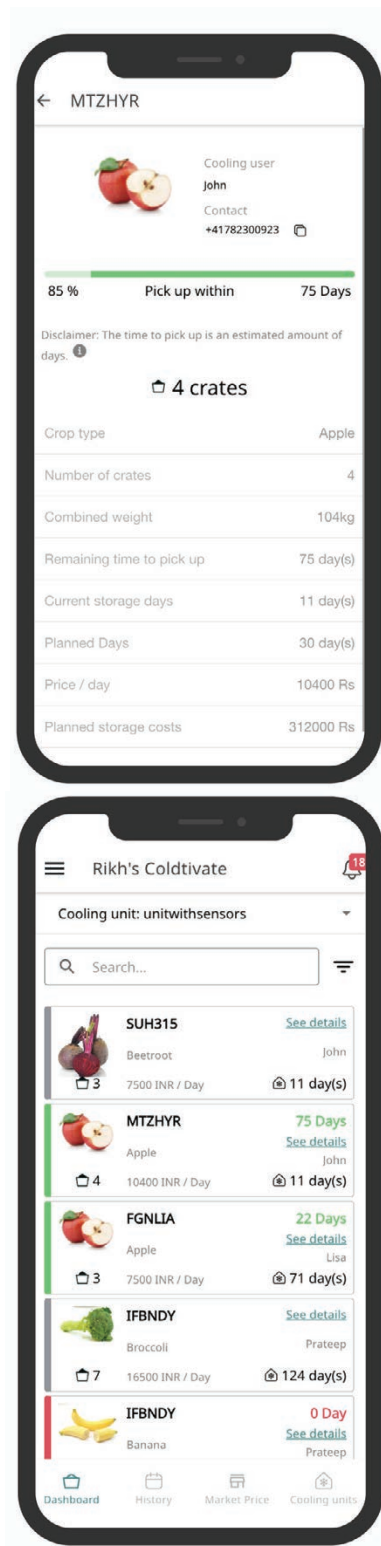 ← MTZHYR
Cooling user
John
Contact
+41782300923
85 % Pick up within 75 Days
Disclaimer: The time to pick up is an estimated amount of
days.
4 crates
Crop type Apple
Number of crates 4
Combined weight 104kg
Remaining time to pick up 75 day(s)
Current storage days 11 day(s)
Planned Days 30 day(s)
Price / day 10400 Rs
Planned storage costs 312000 Rs
Rikh's Coldtivate 18
Cooling unit: unitwithsensors
Search...
SUH315 See details
Beetroot John
3 7500 INR / Day 11 day(s)
MTZHYR 75 Days
See details
Apple John
4 10400 INR / Day 11 day(s)
FGNLIA 22 Days
See details
Apple Lisa
3 7500 INR / Day 71 day(s)
IFBNDY See details
Broccoli Prateep
7 16500 INR / Day 124 day(s)
IFBNDY 0 Day
See details
Banana Prateep
Dashboard History Market Price Cooling units